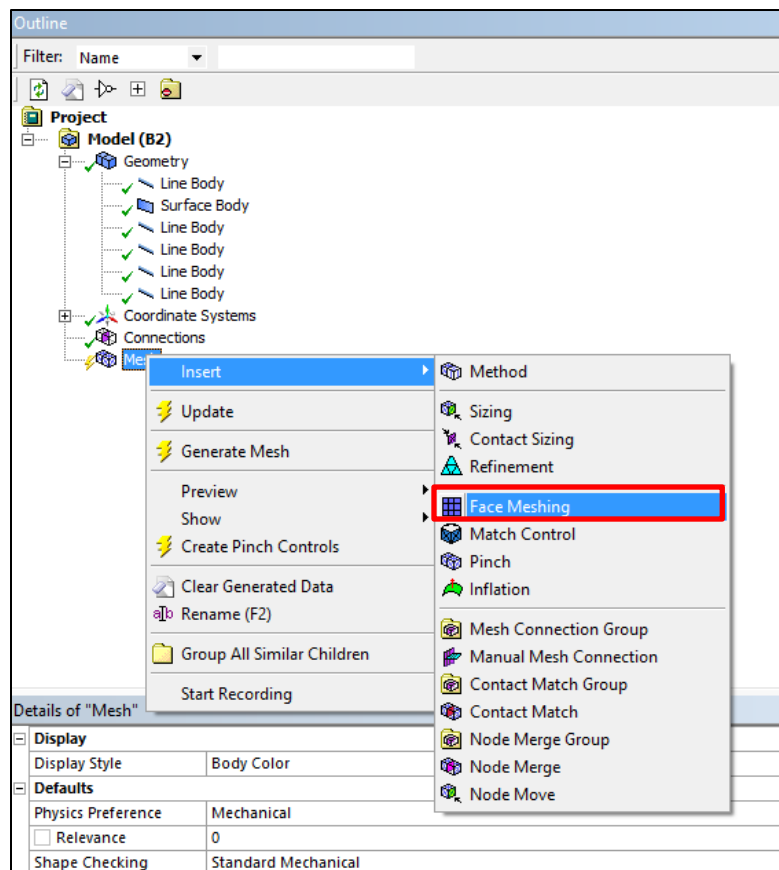 Outline
Filter: Name
Project
Model (B2)
Geometry
Line Body
Surface Body
Line Body
Line Body
Line Body
Line Body
Coordinate Systems
Connections
Insert
Update
Generate Mesh
Preview
Show
Create Pinch Controls
Clear Generated Data
Rename (F2)
Group All Similar Children
Start Recording
Method
Sizing
Contact Sizing
Refinement
Face Meshing
Match Control
Pinch
Inflation
Mesh Connection Group
Manual Mesh Connection
Contact Match Group
Contact Match
Node Merge Group
Node Merge
Node Move
Details of "Mesh"
Display
Display Style Body Color
Defaults
Physics Preference Mechanical
Relevance 0
Shape Checking Standard Mechanical